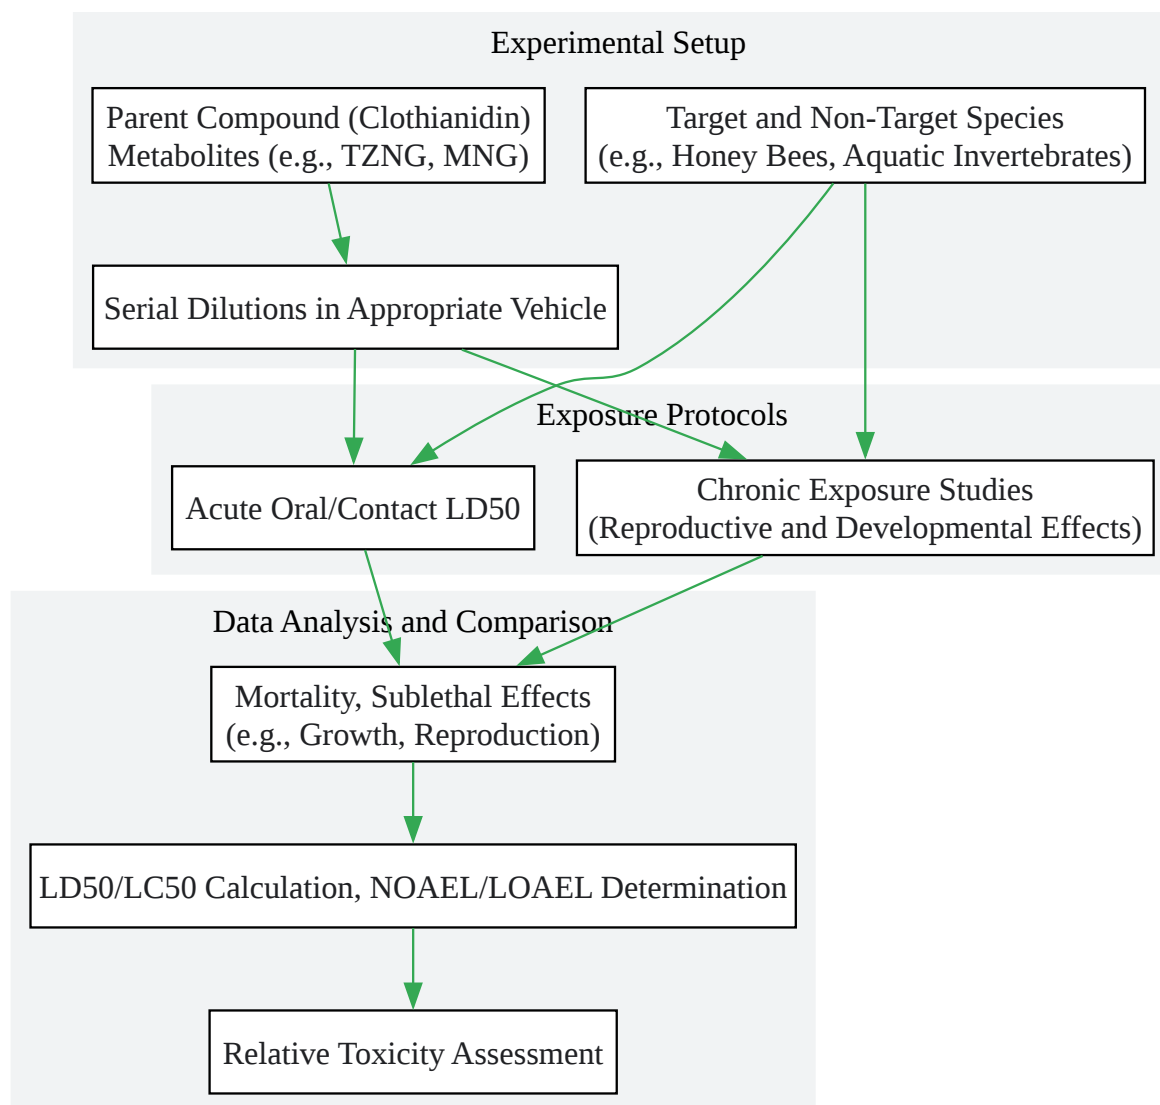 Experimental Setup
Parent Compound (Clothianidin)
Metabolites (e.g., TZNG, MNG)
Target and Non-Target Species
(e.g., Honey Bees, Aquatic Invertebrates)
Serial Dilutions in Appropriate Vehicle
Exposure Protocols
Acute Oral/Contact LD50
Chronic Exposure Studies
(Reproductive and Developmental Effects)
Data Analysis and Comparison
Mortality, Sublethal Effects
(e.g., Growth, Reproduction)
LD50/LC50 Calculation, NOAEL/LOAEL Determination
Relative Toxicity Assessment